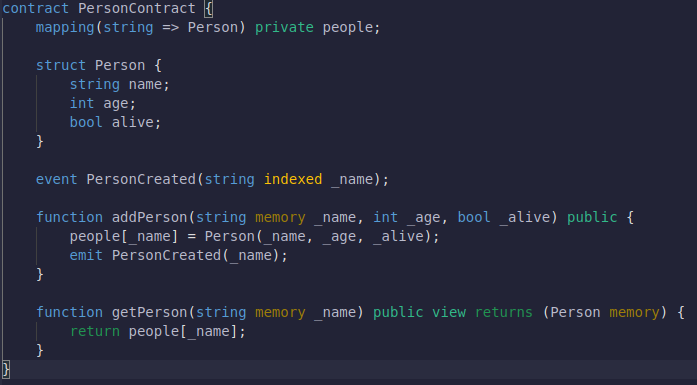 contract PersonContract {
    mapping(string => Person) private people;

    struct Person {
        string name;
        int age;
        bool alive;
    }

    event PersonCreated(string indexed _name);

    function addPerson(string memory _name, int _age, bool _alive) public {
        people[_name] = Person(_name, _age, _alive);
        emit PersonCreated(_name);
    }

    function getPerson(string memory _name) public view returns (Person memory) {
        return people[_name];
    }
}